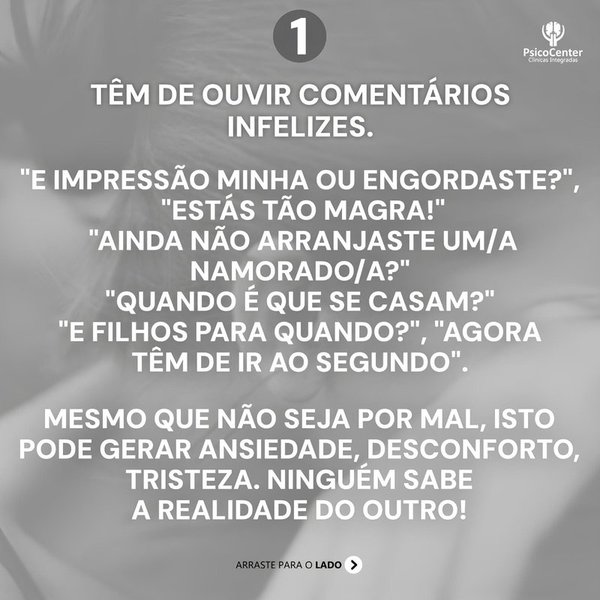 1
PsicoCenter
Clínicas Integradas
TÊM DE OUVIR COMENTÁRIOS
INFELIZES.
"E IMPRESSÃO MINHA OU ENGORDASTE?",
"ESTÁS TÃO MAGRA!"
"AINDA NÃO ARRANJASTE UM/A
NAMORADO/A?"
"QUANDO É QUE SE CASAM?"
"E FILHOS PARA QUANDO?", "AGORA
TÊM DE IR AO SEGUNDO".
MESMO QUE NÃO SEJA POR MAL, ISTO
PODE GERAR ANSIEDADE, DESCONFORTO,
TRISTEZA. NINGUÉM SABE
A REALIDADE DO OUTRO!
ARRASTE PARA O LADO